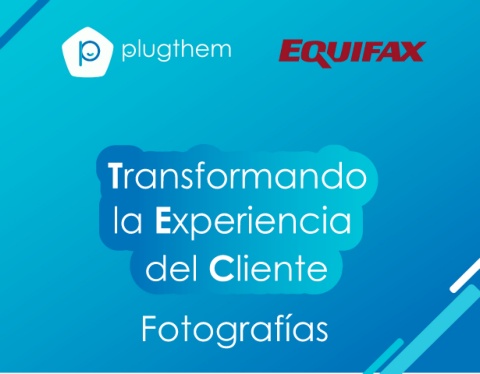 plugthem EQUIFAX
Transformando
la Experiencia
del Cliente
Fotografías